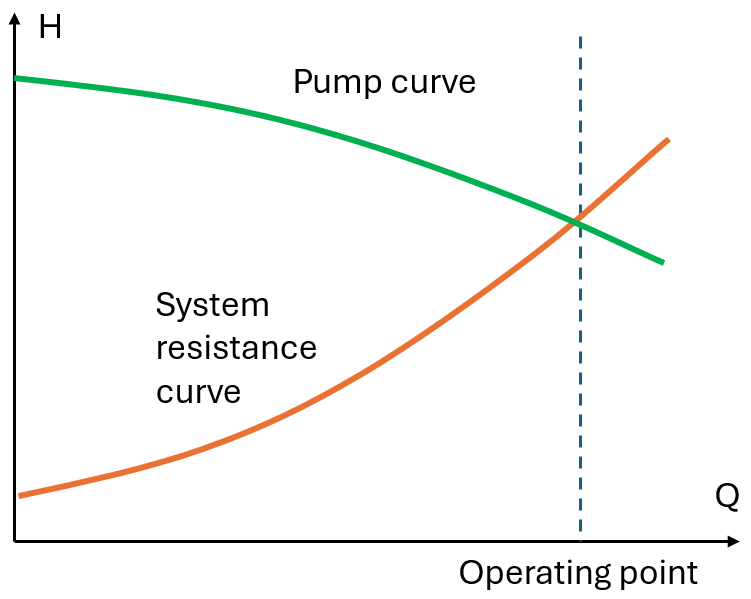 H
Pump curve
System
resistance
curve
Q
Operating point